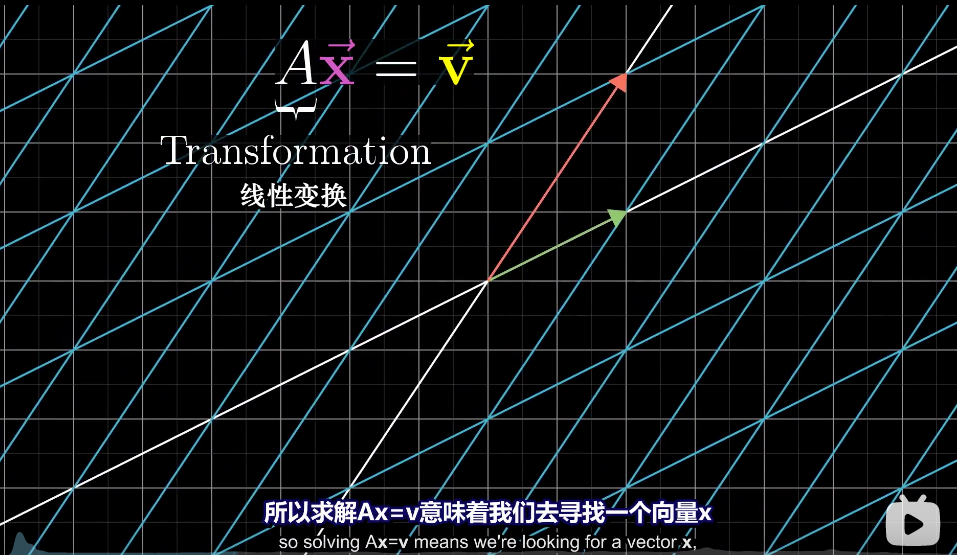 Ax⃗ = v⃗
Transformation
线性变换
所以求解Ax=v意味着我们去寻找一个向量x
so solving Ax=v means we're looking for a vector x,